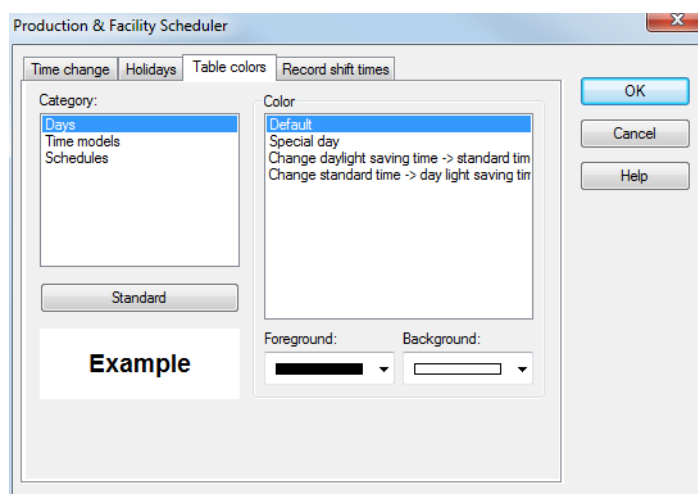 Production & Facility Scheduler
Time change
Holidays
Table colors
Record shift times
Category:
Days
Time models
Schedules
Standard
Example
Color
Default
Special day
Change daylight saving time -> standard tim
Change standard time -> day light saving tim
Foreground:
Background:
OK
Cancel
Help